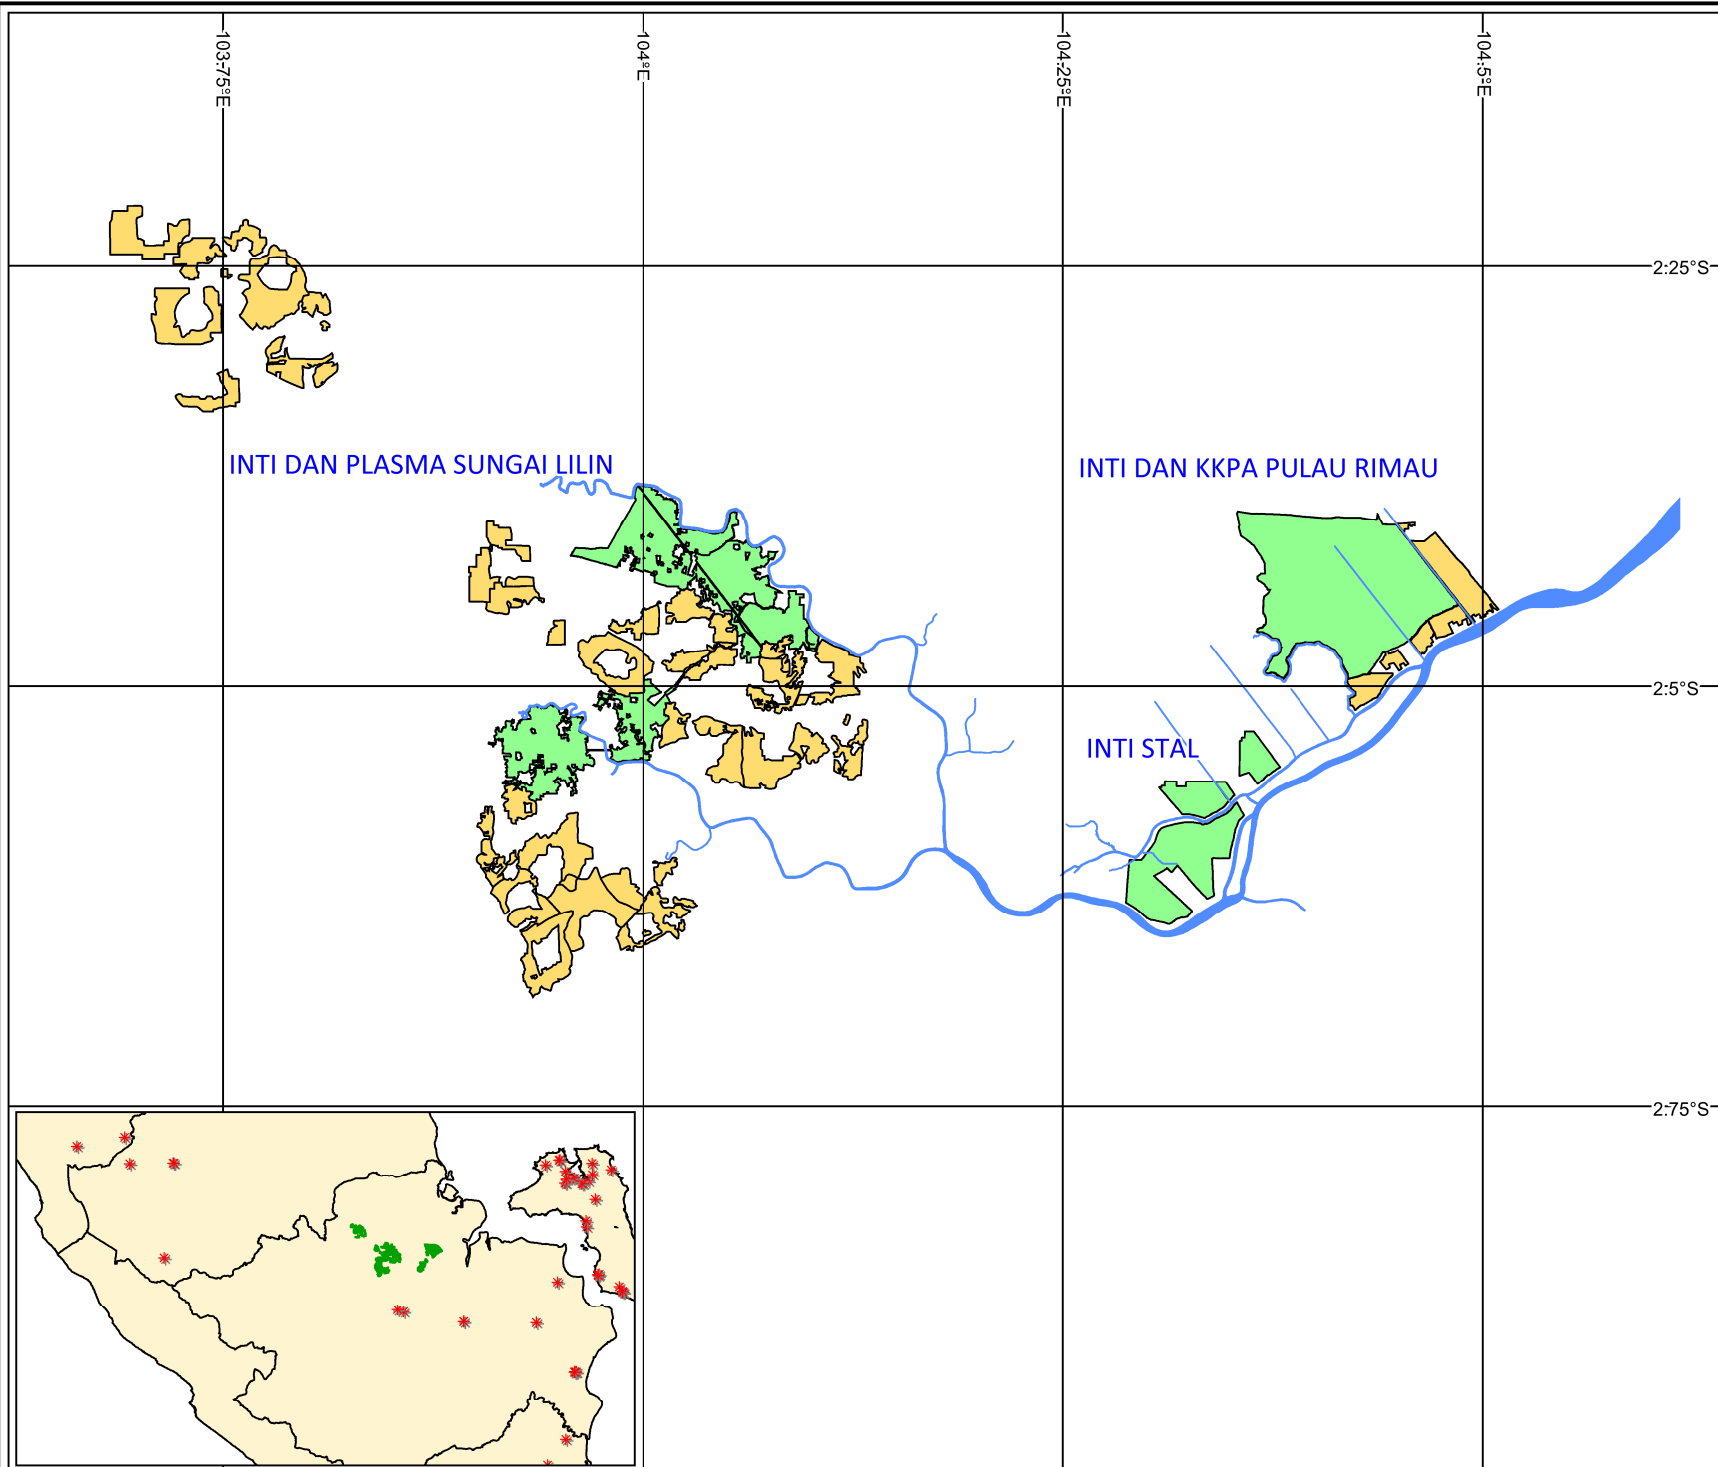 103:75°E
104°E
104:25°E
104:5°E
2:25°S
INTI DAN PLASMA SUNGAI LILIN
INTI DAN KKPA PULAU RIMAU
2:5°S
INTI STAL
2:75°S